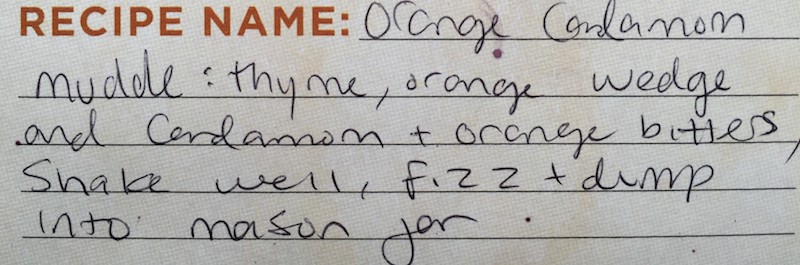 RECIPE NAME: Orange Cardamom
muddle: thyme, orange wedge
and Cardamom + orange bitters,
Shake well, fizz + dump
Into mason jar